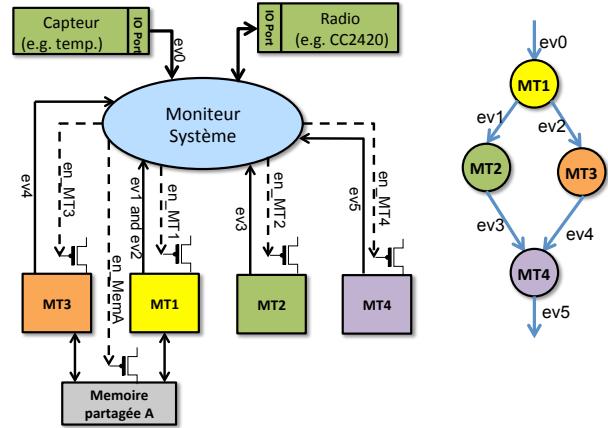 Capteur
(e.g. temp.)
IO Port
ev0
IO Port
Radio
(e.g. CC2420)
Moniteur
Système
ev4
en_MT3
en_MemA
ev1 and ev2
en_MT1
ev3
en_MT2
ev5
en_MT4
MT3
MT1
MT2
MT4
Memoire
partagée A
ev0
MT1
ev1
ev2
MT2
MT3
ev3
ev4
MT4
ev5